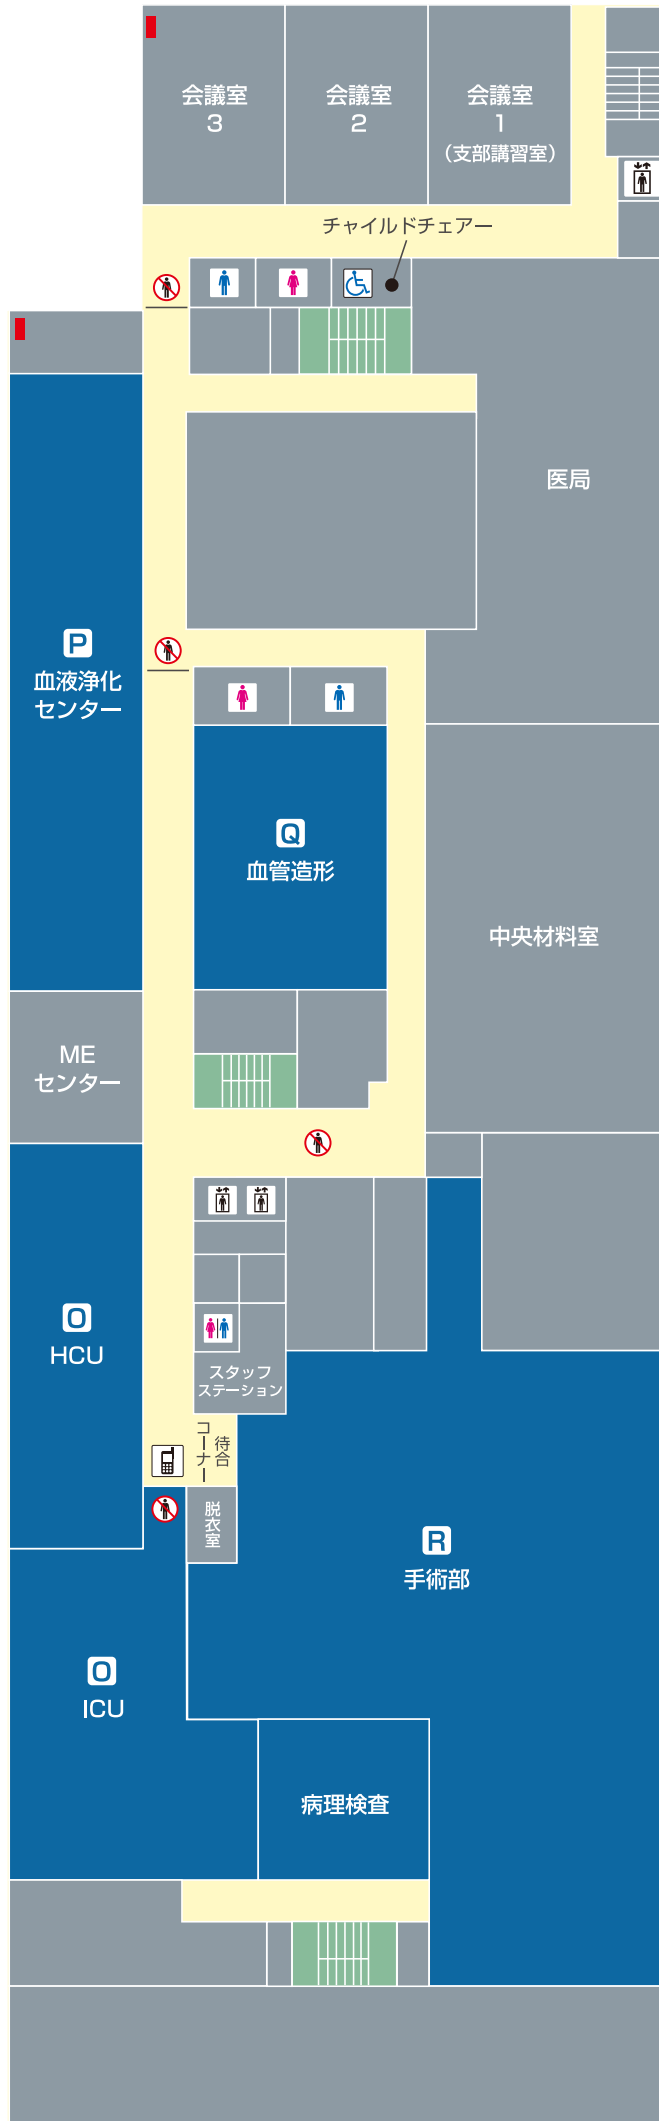 会議室
3
会議室
2
会議室
1
（支部講習室）
チャイルドチェアー
医局
P
血液浄化
センター
Q
血管造形
中央材料室
ME
センター
O
HCU
スタッフ
ステーション
待合
コーナー
脱衣室
R
手術部
O
ICU
病理検査